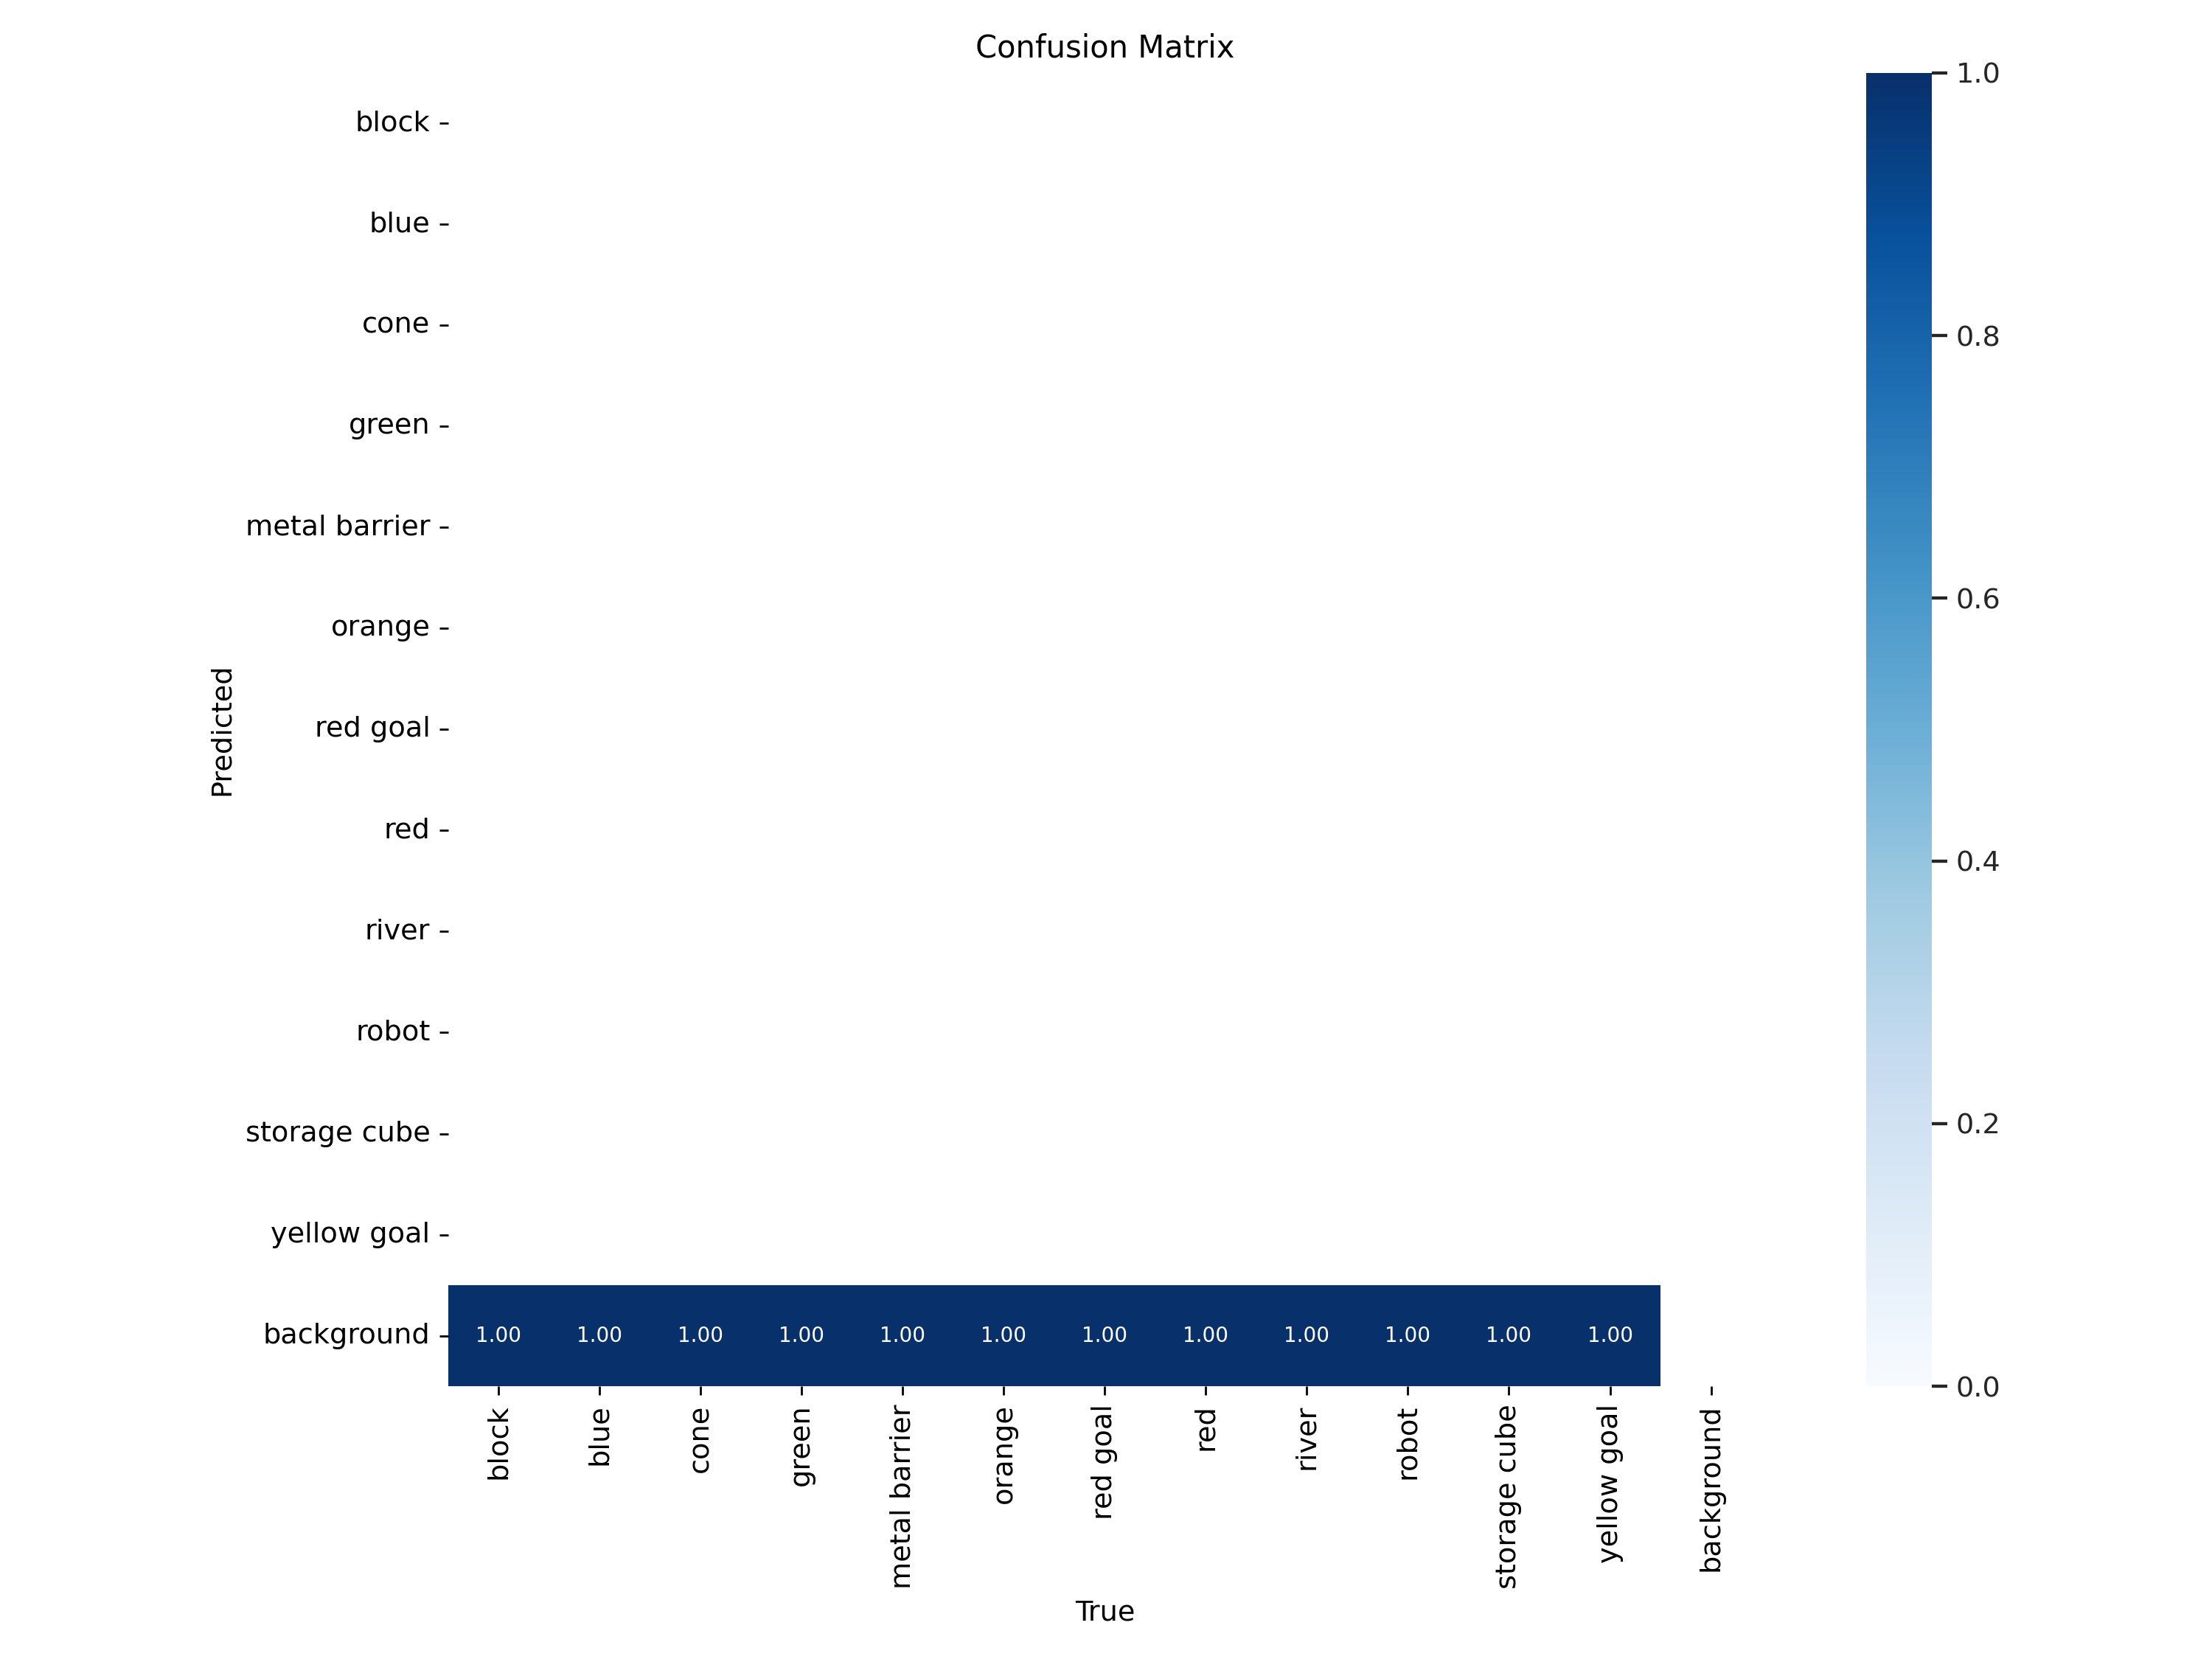 Confusion Matrix
block
blue
cone
green
metal barrier
orange
red goal
red
river
robot
storage cube
yellow goal
background
Predicted
1.00 1.00 1.00 1.00 1.00 1.00 1.00 1.00 1.00 1.00 1.00 1.00
block
blue
cone
green
metal barrier
orange
red goal
red
river
robot
storage cube
yellow goal
background
True
1.0
0.8
0.6
0.4
0.2
0.0